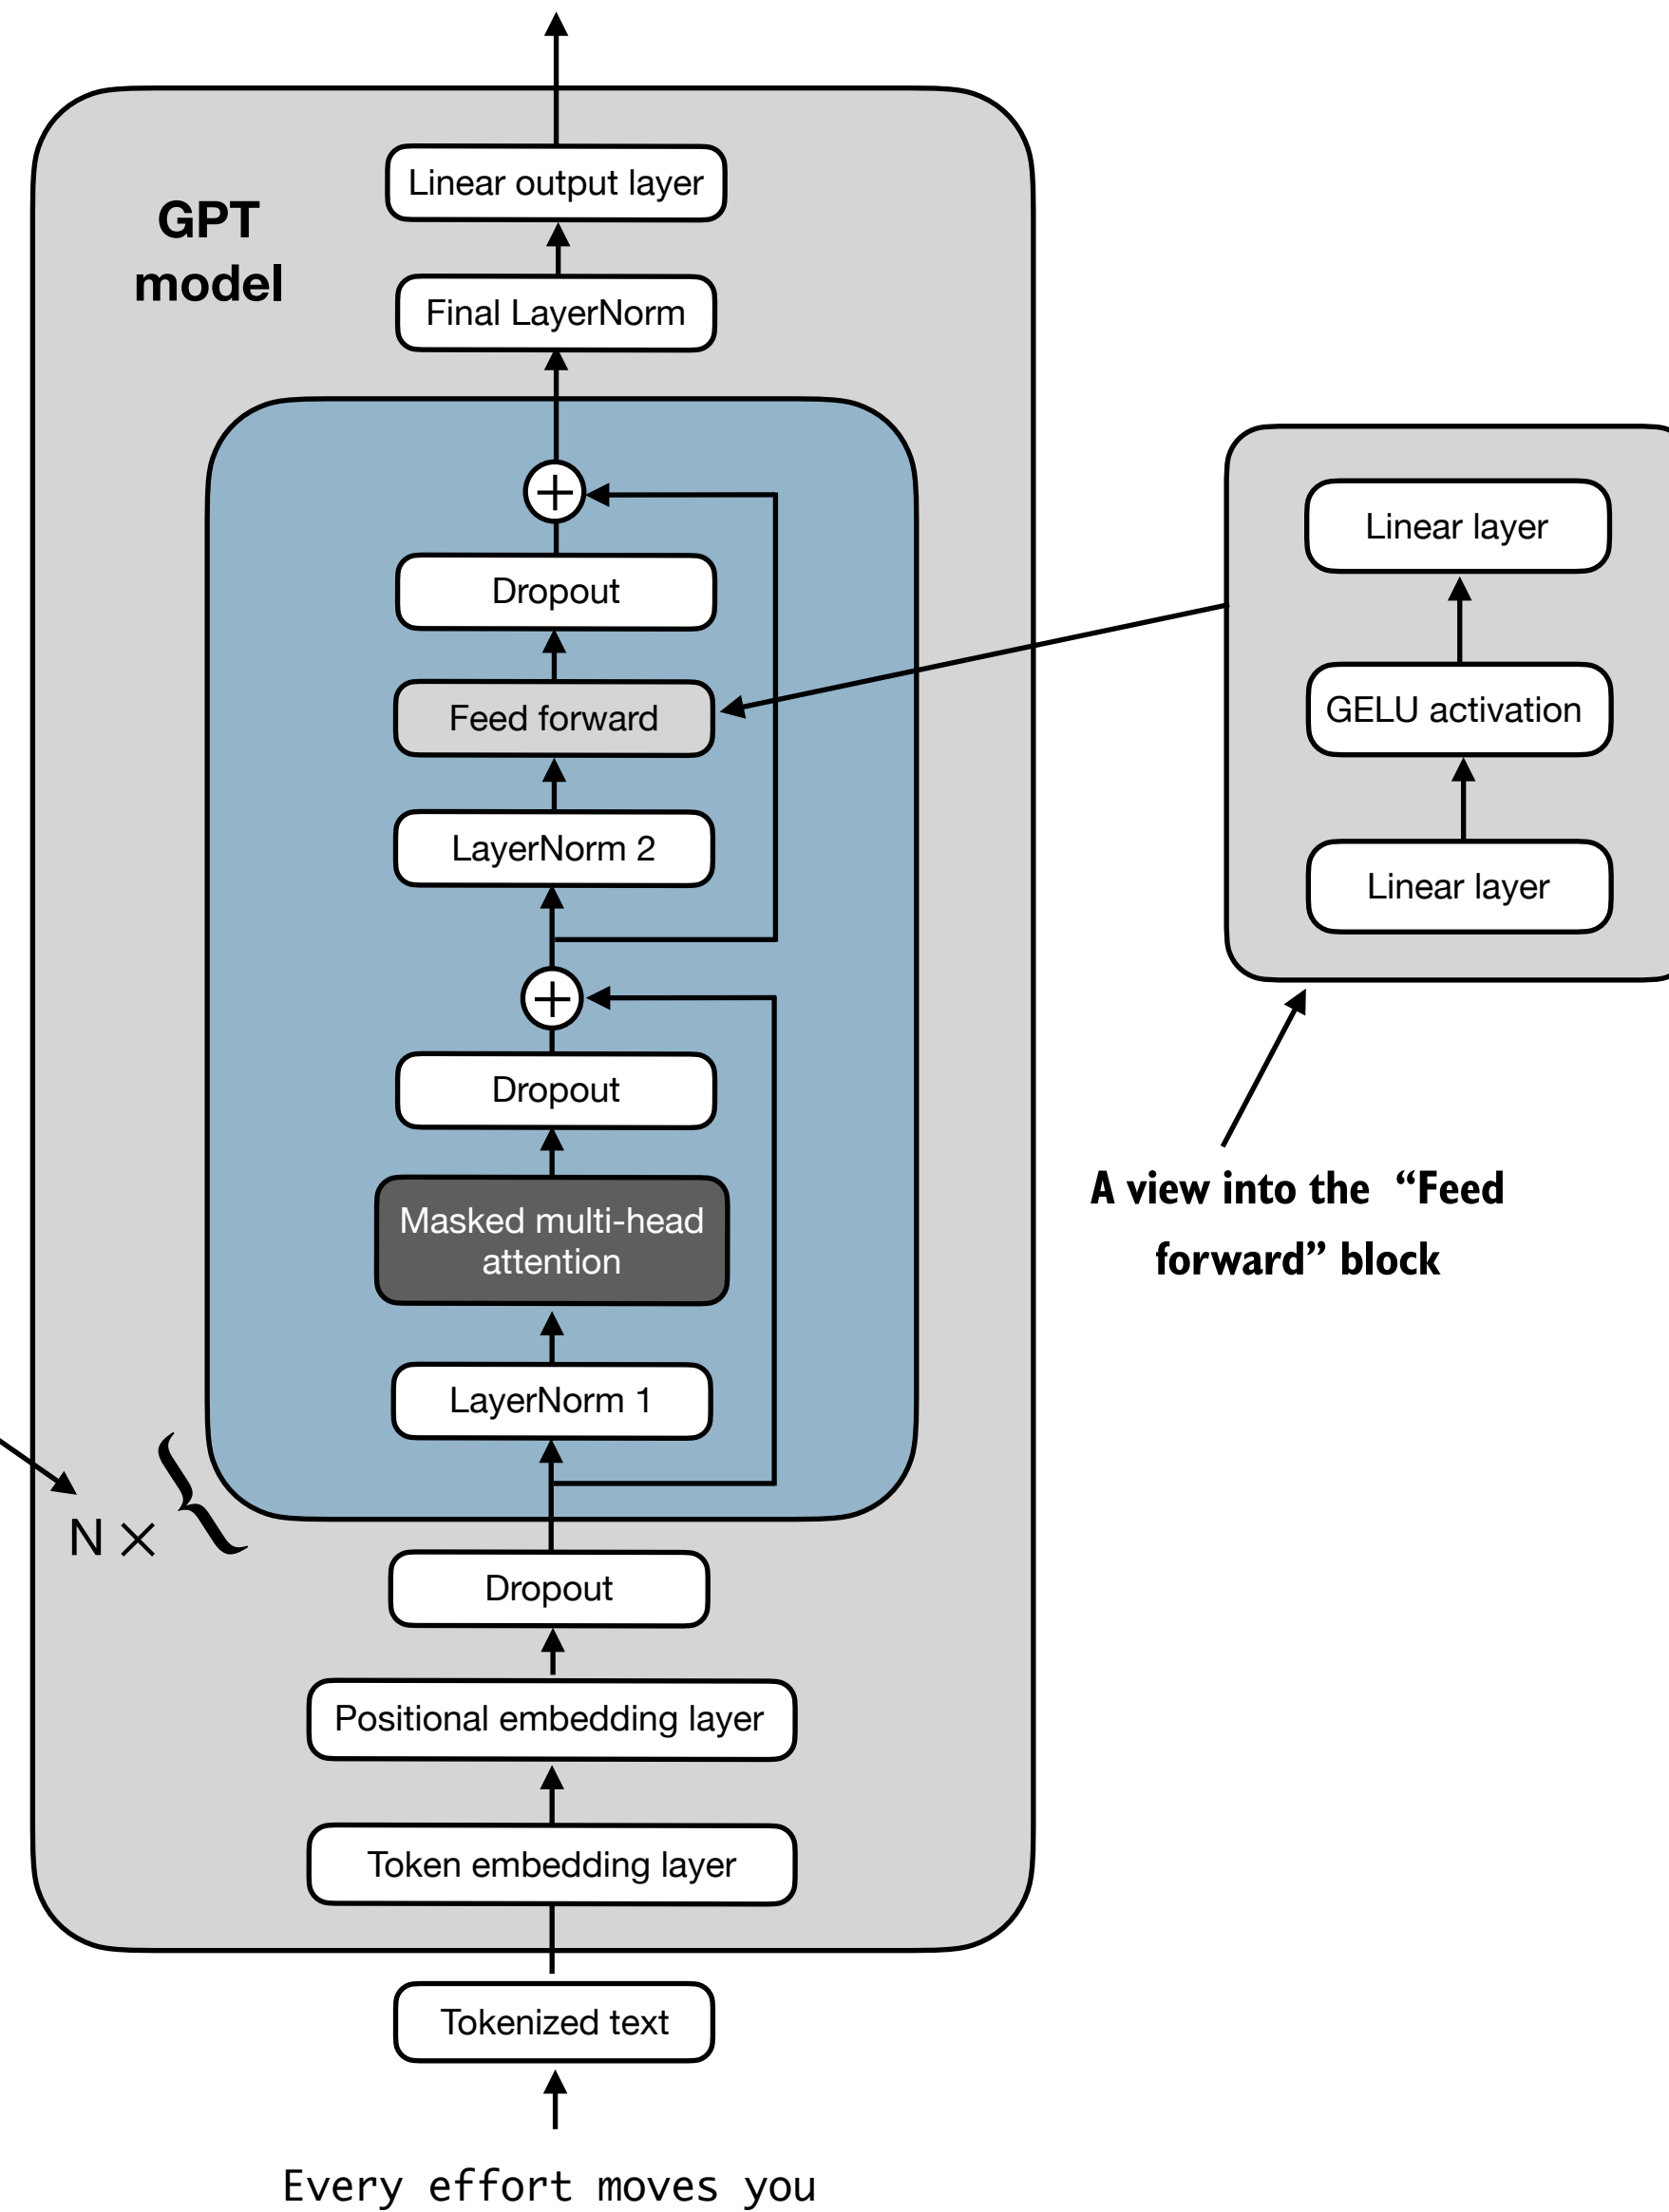 GPT
model
Linear output layer
Final LayerNorm
Dropout
Feed forward
LayerNorm 2
Dropout
Masked multi-head
attention
LayerNorm 1
N ×
Dropout
Positional embedding layer
Token embedding layer
Tokenized text
Every effort moves you
Linear layer
GELU activation
Linear layer
A view into the “Feed
forward” block